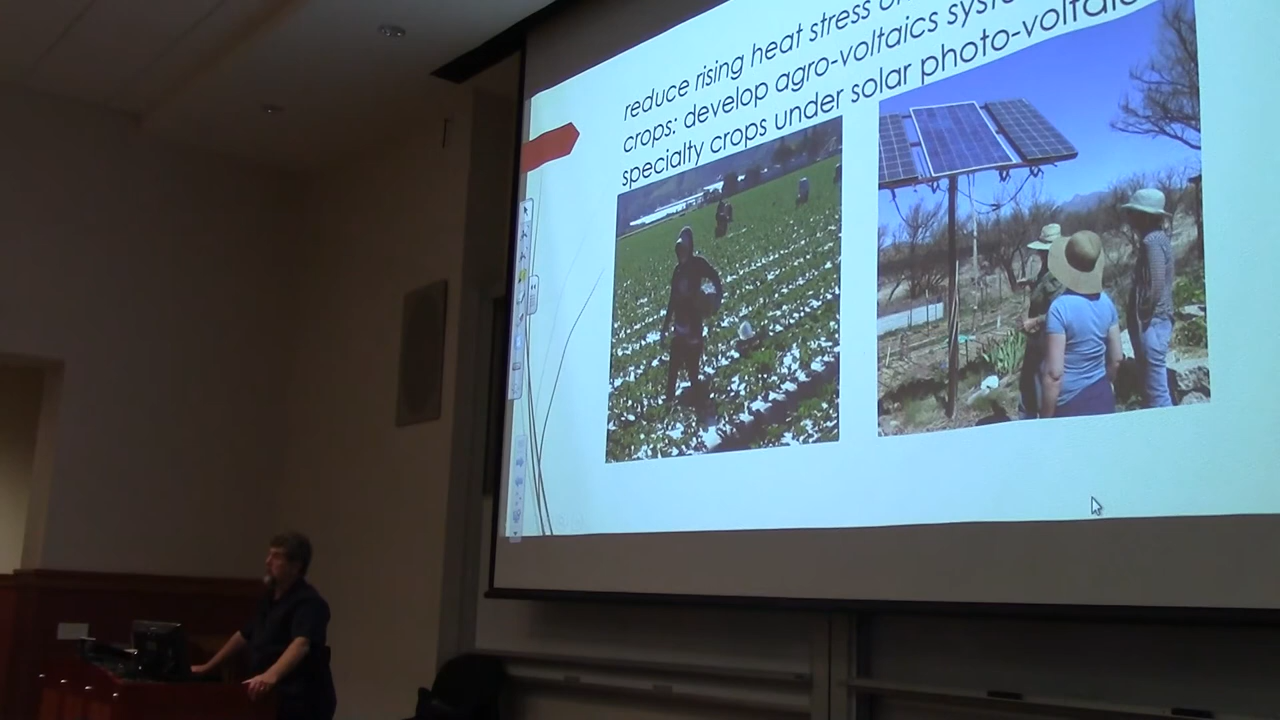 reduce rising heat stress
crops: develop agro-voltaics
specialty crops under solar photo-voltaic